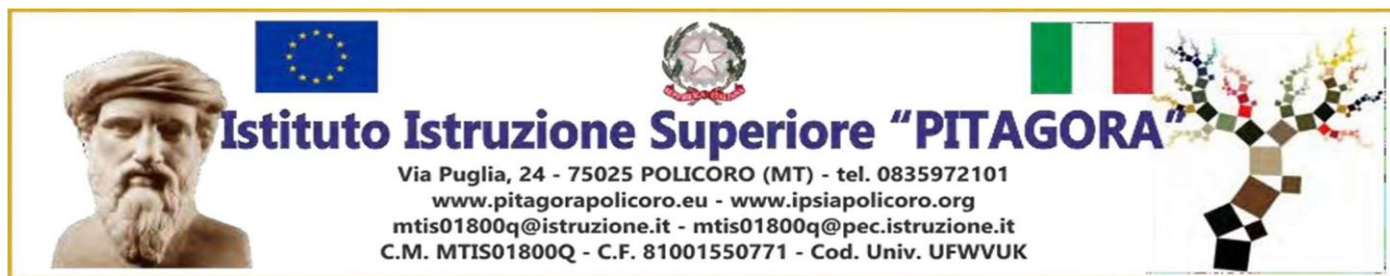 Istituto Istruzione Superiore “PITAGORA”
Via Puglia, 24 - 75025 POLICORO (MT) - tel. 0835972101
www.pitagorapolicoro.eu - www.ipsiapolicoro.org
mtis01800q@istruzione.it - mtis01800q@pec.istruzione.it
C.M. MTIS01800Q - C.F. 81001550771 - Cod. Univ. UFWVUK